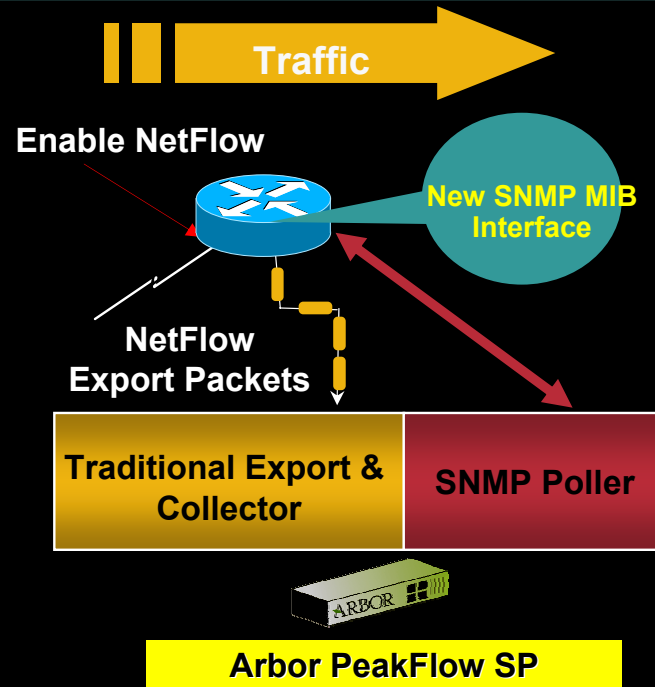 Traffic
Enable NetFlow
New SNMP MIB
Interface
NetFlow
Export Packets
Traditional Export &
Collector
SNMP Poller
ARBOR
Arbor PeakFlow SP